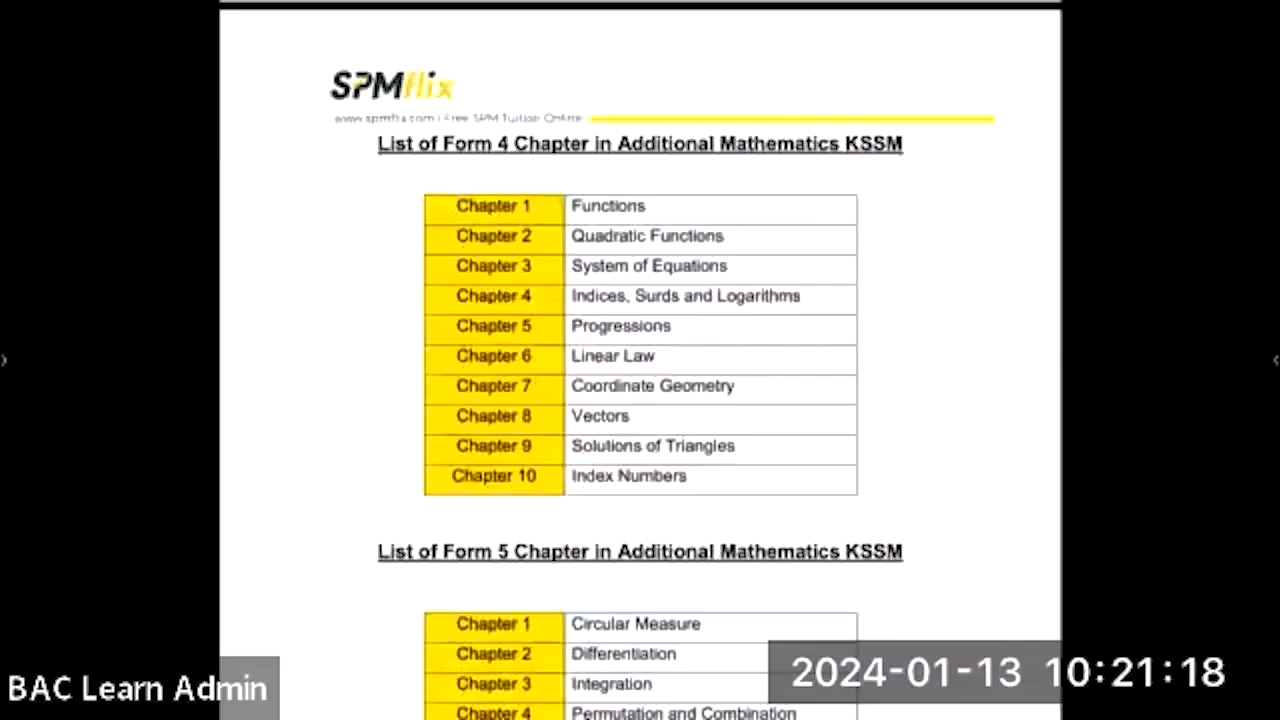 SPMflix
www.spmflix.com | Free SPM Tuition Online
List of Form 4 Chapter in Additional Mathematics KSSM
Chapter 1 Functions
Chapter 2 Quadratic Functions
Chapter 3 System of Equations
Chapter 4 Indices, Surds and Logarithms
Chapter 5 Progressions
Chapter 6 Linear Law
Chapter 7 Coordinate Geometry
Chapter 8 Vectors
Chapter 9 Solutions of Triangles
Chapter 10 Index Numbers
List of Form 5 Chapter in Additional Mathematics KSSM
Chapter 1 Circular Measure
Chapter 2 Differentiation
Chapter 3 Integration
Chapter 4 Permutation and Combination
BAC Learn Admin
2024-01-13 10:21:18